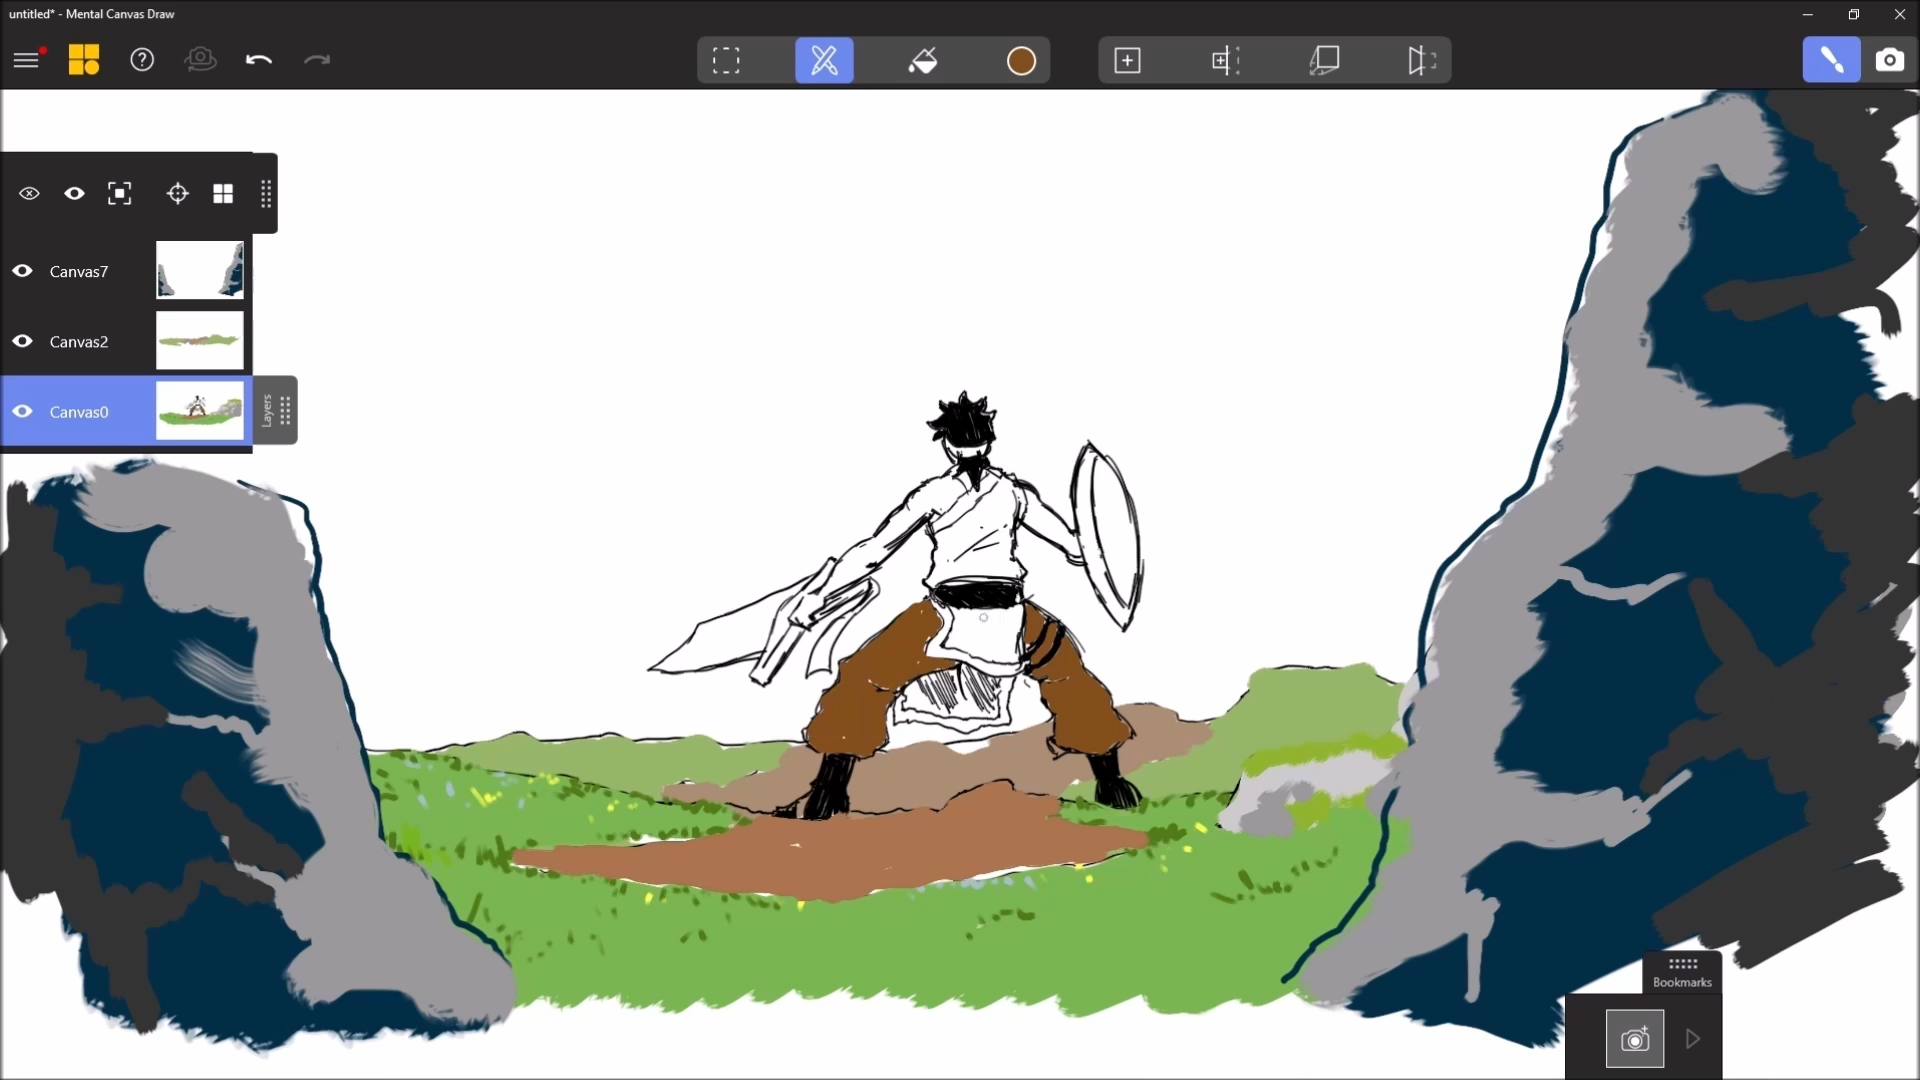 untitled* - Mental Canvas Draw
Canvas7
Canvas2
Canvas0
Layers
Bookmarks